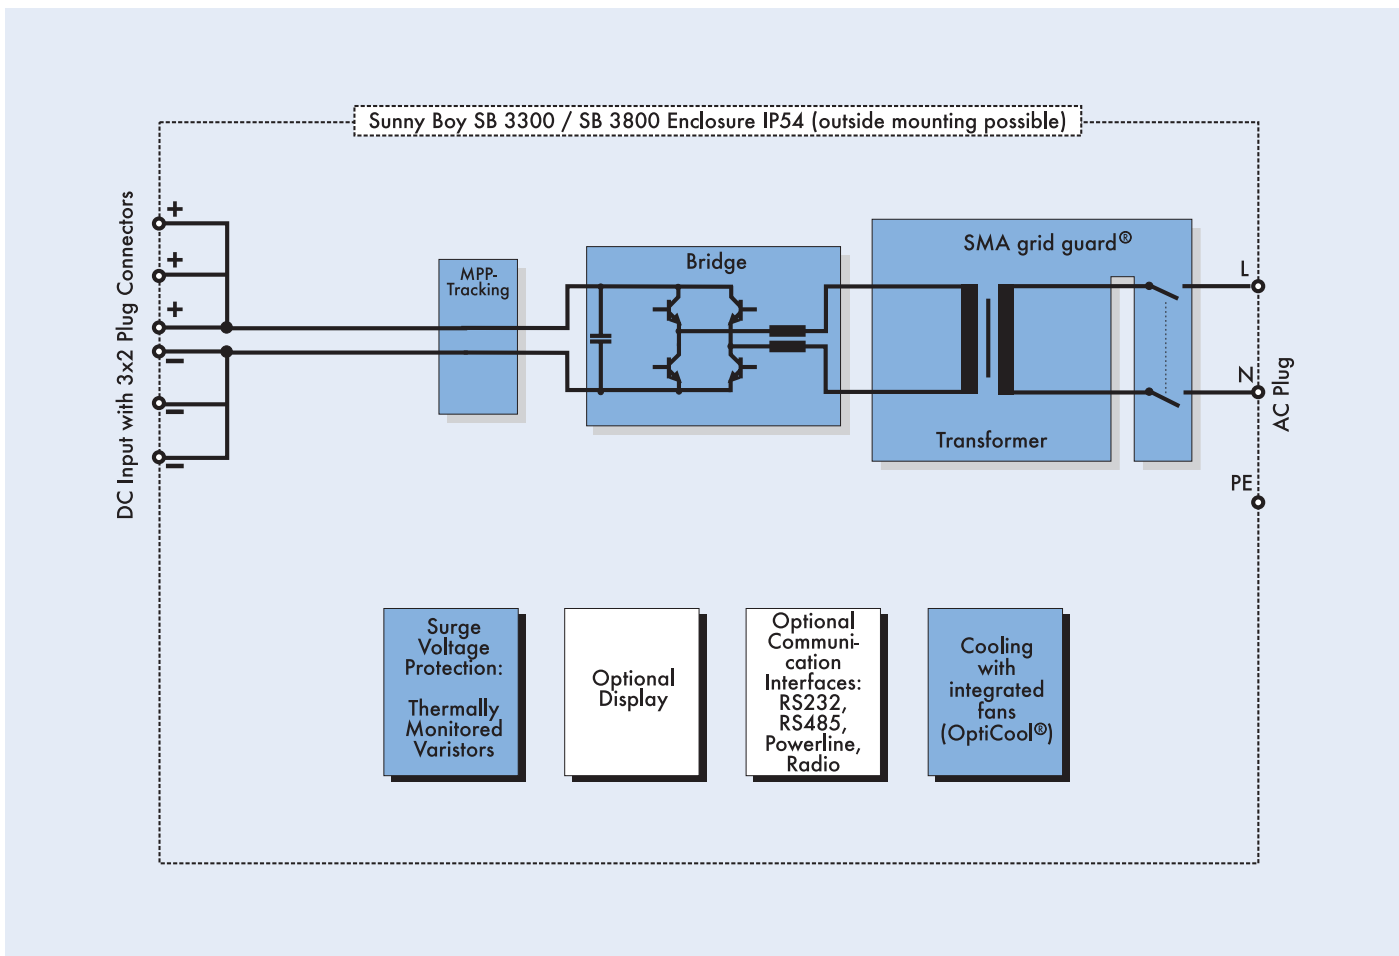 Sunny Boy SB 3300 / SB 3800 Enclosure IP54 (outside mounting possible)
DC Input with 3x2 Plug Connectors
+
+
+
–
–
–
MPP-
Tracking
Bridge
SMA grid guard®
Transformer
L
N
PE
AC Plug
Surge
Voltage
Protection:
Thermally
Monitored
Varistors
Optional
Display
Optional
Communi-
cation
Interfaces:
RS232,
RS485,
Powerline,
Radio
Cooling
with
integrated
fans
(OptiCool®)